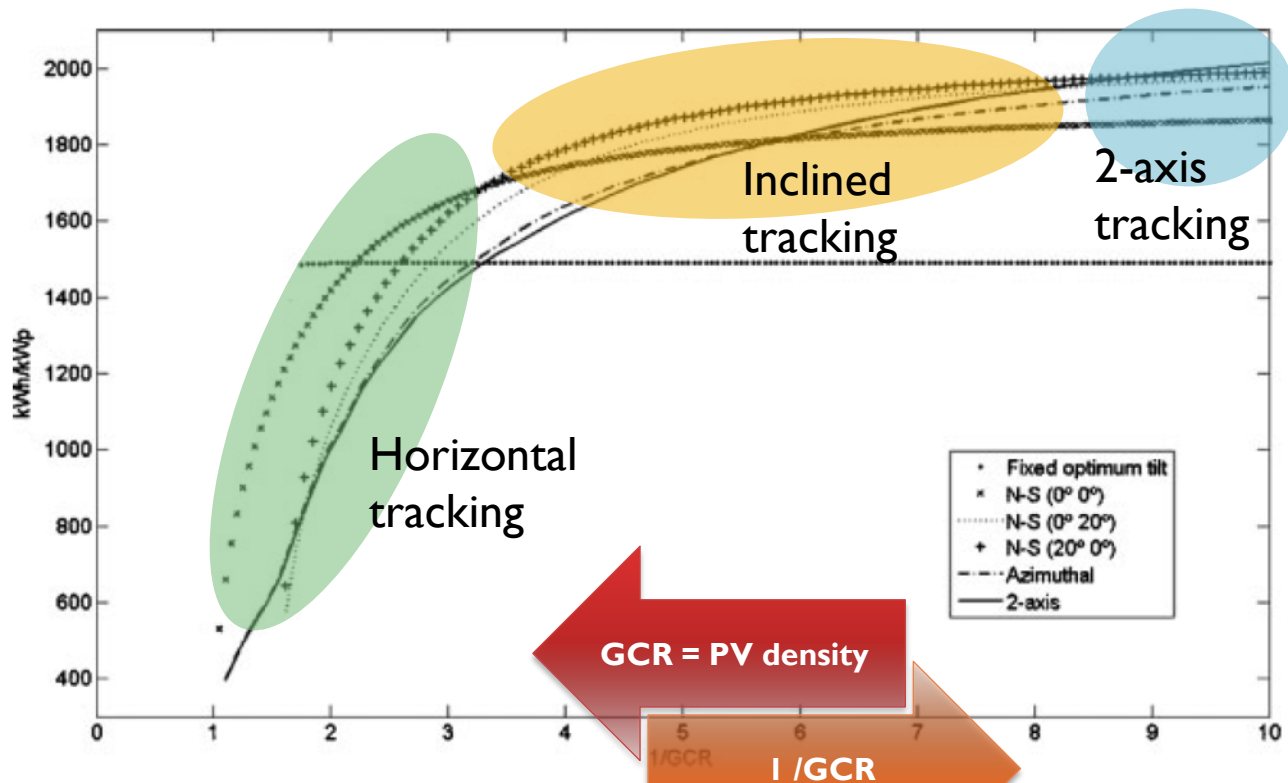 2000
1800
1600
1400
1200
1000
800
600
400
kWh/kWp
Inclined
tracking
2-axis
tracking
Horizontal
tracking
Fixed optimum tilt
N-S (0º 0º)
N-S (0º 20º)
N-S (20º 0º)
Azimuthal
2-axis
GCR = PV density
0 1 2 3 4 5 6 7 8 9 10
1/GCR
1 /GCR